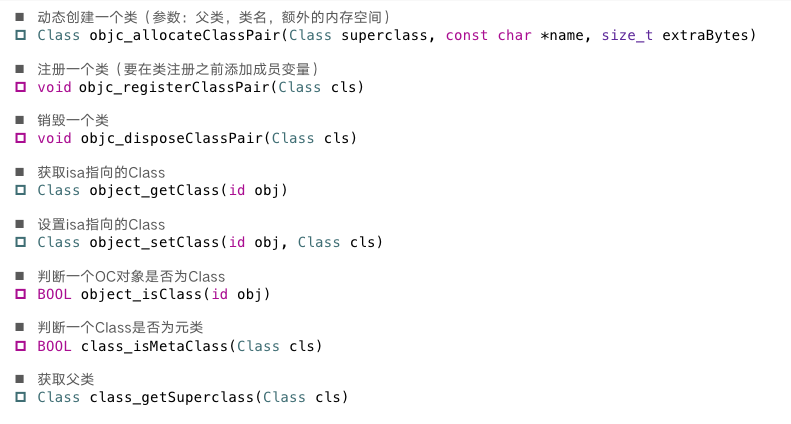 动态创建一个类（参数：父类，类名，额外的内存空间）
Class objc_allocateClassPair(Class superclass, const char *name, size_t extraBytes)
注册一个类（要在类注册之前添加成员变量）
void objc_registerClassPair(Class cls)
销毁一个类
void objc_disposeClassPair(Class cls)
获取isa指向的Class
Class object_getClass(id obj)
设置isa指向的Class
Class object_setClass(id obj, Class cls)
判断一个OC对象是否为Class
BOOL object_isClass(id obj)
判断一个Class是否为元类
BOOL class_isMetaClass(Class cls)
获取父类
Class class_getSuperclass(Class cls)